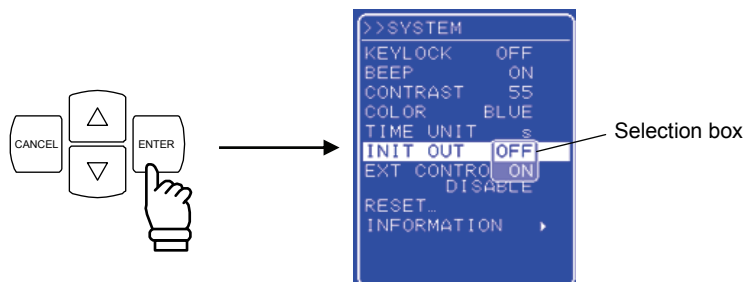 CANCEL
ENTER
>>SYSTEM
KEYLOCK OFF
BEEP ON
CONTRAST 55
COLOR BLUE
TIME UNIT s
INIT OUT OFF
EXT CONTRO ON
DISABLE
RESET…
INFORMATION
Selection box